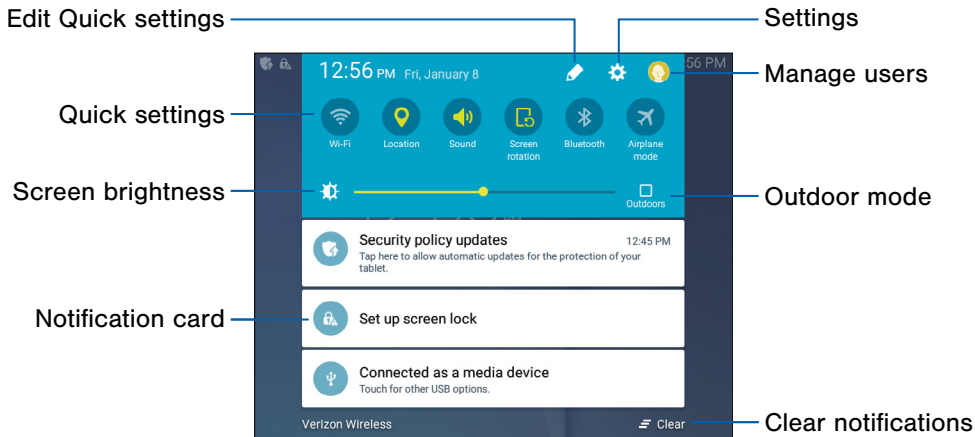 Edit Quick settings
Settings
12:56 PM Fri, January 8
56 PM
Manage users
Quick settings
Wi-Fi
Location
Sound
Screen
rotation
Bluetooth
Airplane
mode
Screen brightness
Outdoors
Outdoor mode
Security policy updates
12:45 PM
Tap here to allow automatic updates for the protection of your
tablet.
Notification card
Set up screen lock
Connected as a media device
Touch for other USB options.
Verizon Wireless
Clear
Clear notifications